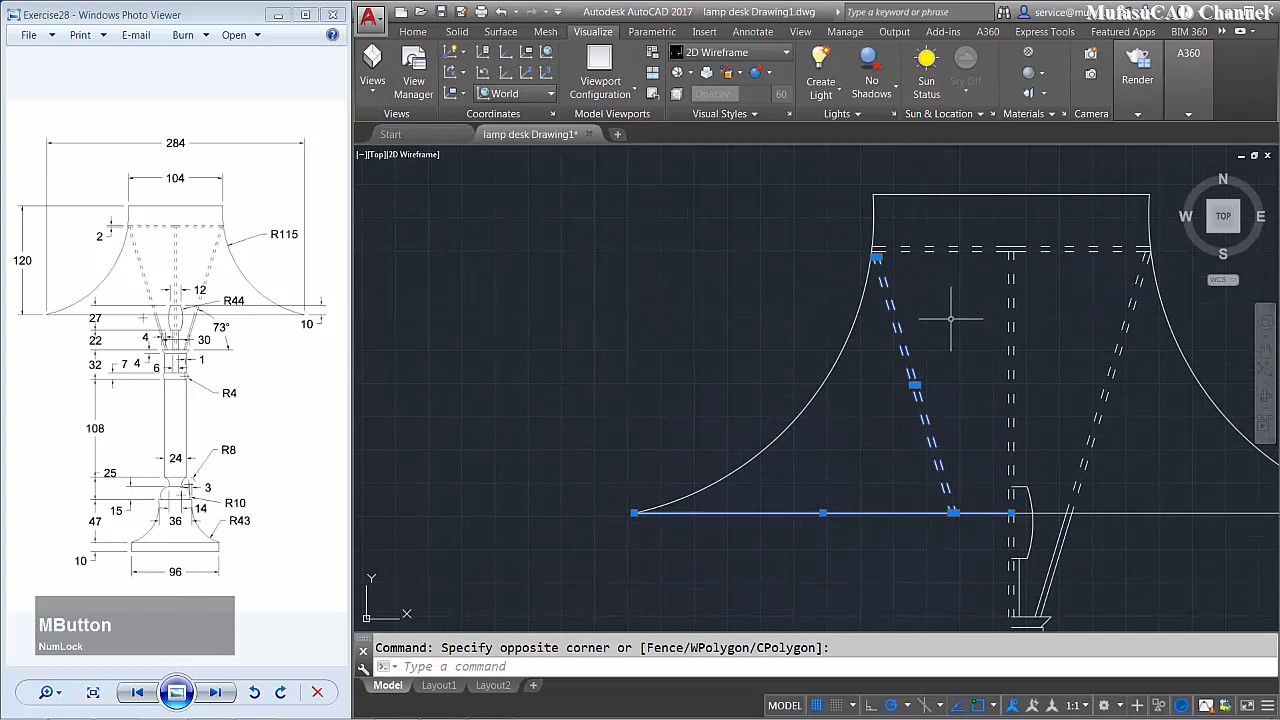 Exercise28 - Windows Photo Viewer
File Print E-mail Burn Open
284
104
2
R115
120
12
R44
27
10
4
73°
22
30
1
32
7
4
6
R4
108
24
R8
25
3
R10
15
14
36
47
R43
10
96
MButton
NumLock
Autodesk AutoCAD 2017 lamp desk Drawing1.dwg
Type a keyword or phrase
MufasuCAD Channel
Home Solid Surface Mesh Visualize Parametric Insert Annotate View Manage Output Add-ins A360 Express Tools Featured Apps BIM 360
Views
View Manager
World
Viewport Configuration
2D Wireframe
Opacity 60
Create Light
No Shadows
Sun Status
Sky Off
Render
A360
Views Coordinates Model Viewports Visual Styles Lights Sun & Location Materials Camera
Start lamp desk Drawing1*
[−][Top][2D Wireframe]
N
W TOP E
S
WCS
Y
X
Command: Specify opposite corner or [Fence/WPolygon/CPolygon]:
Type a command
Model Layout1 Layout2
MODEL 1:1